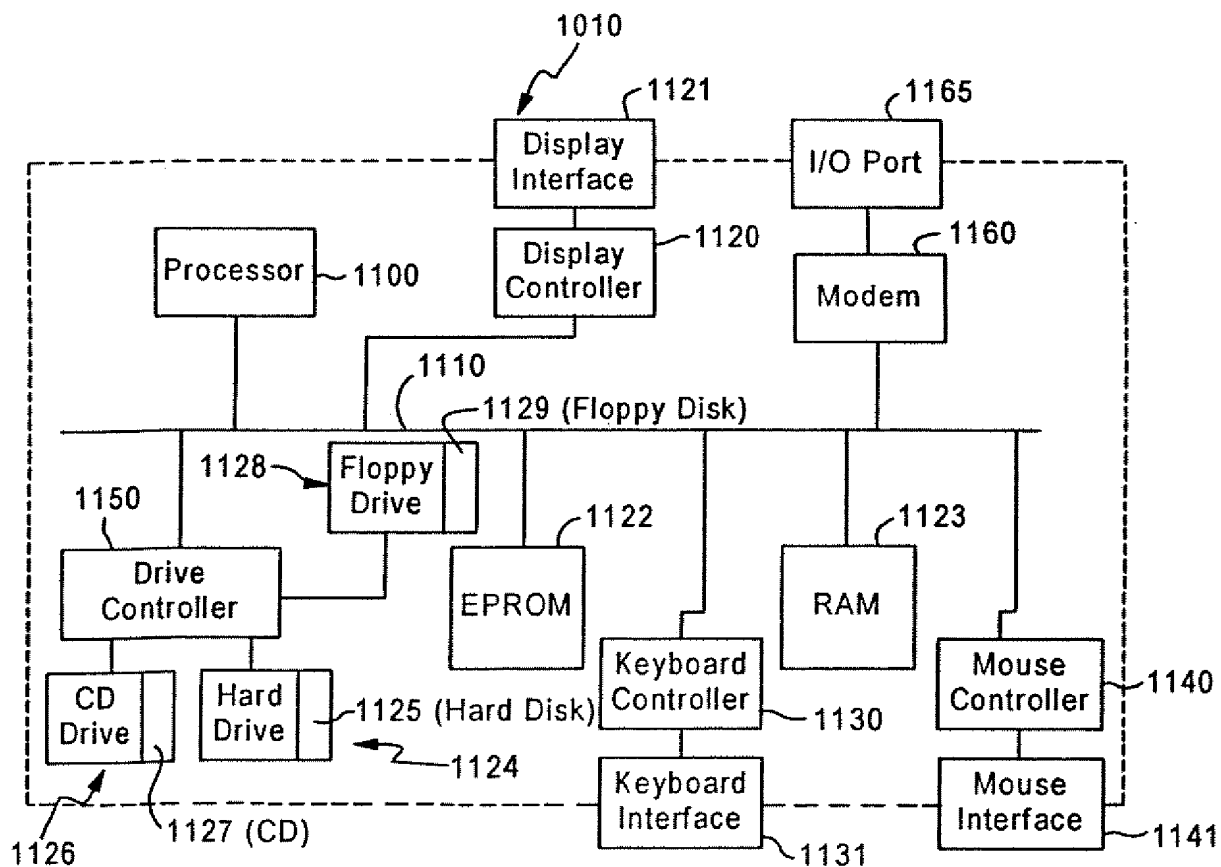 1010
1121
1165
Display
Interface
I/O Port
1120
1160
Processor
1100
Display
Controller
Modem
1110
1129 (Floppy Disk)
1128
Floppy
Drive
1150
1122
1123
Drive
Controller
EPROM
RAM
CD
Drive
Hard
Drive
1125 (Hard Disk)
Keyboard
Controller
1130
Mouse
Controller
1140
1124
1126
1127 (CD)
Keyboard
Interface
1131
Mouse
Interface
1141